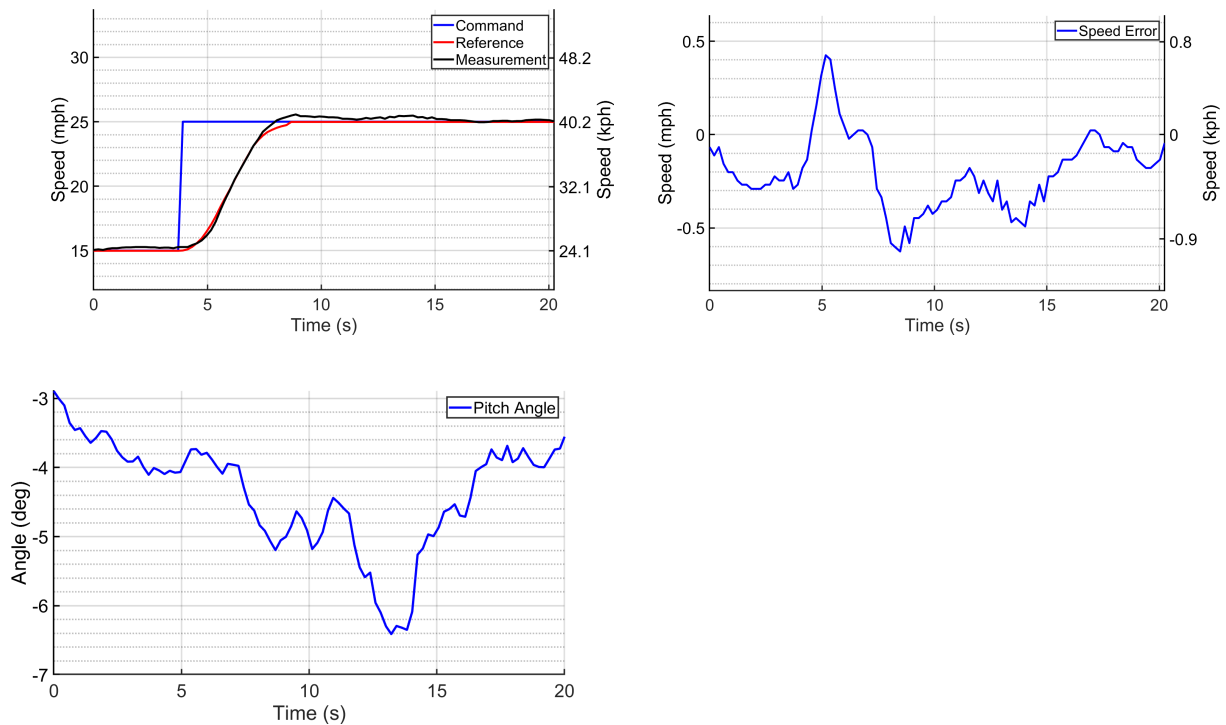 Command
Reference
Measurement
30
25
20
15
48.2
40.2
32.1
24.1
Speed (mph)
Speed (kph)
0 5 10 15 20
Time (s)
Speed Error
0.5
0
-0.5
0.8
0
-0.9
Speed (mph)
Speed (kph)
0 5 10 15 20
Time (s)
Pitch Angle
-3
-4
-5
-6
-7
Angle (deg)
0 5 10 15 20
Time (s)